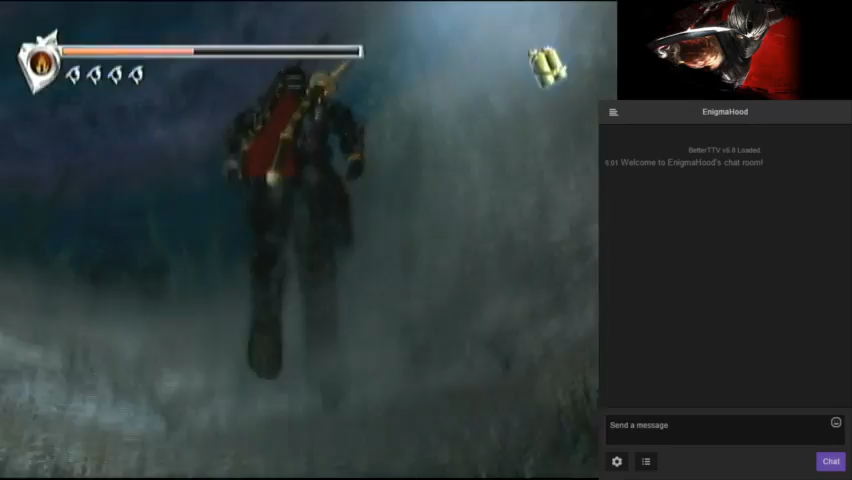 EnigmaHood
BetterTTV v6.8 Loaded.
5:01 Welcome to EnigmaHood's chat room!
Send a message
Chat